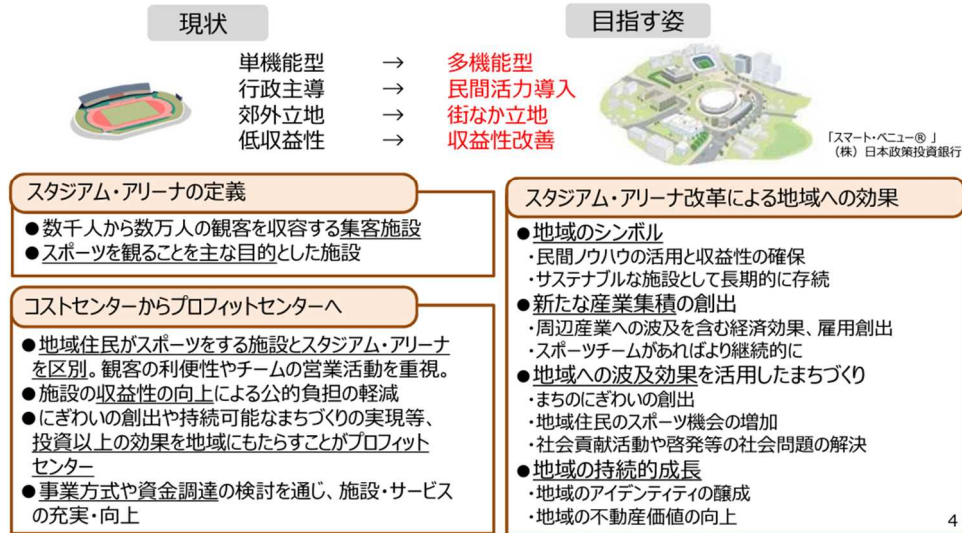 現状
目指す姿
単機能型 → 多機能型
行政主導 → 民間活力導入
郊外立地 → 街なか立地
低収益性 → 収益性改善
「スマート・ベニュー®」
(株)日本政策投資銀行
スタジアム・アリーナの定義
●数千人から数万人の観客を収容する集客施設
●スポーツを観ることを主な目的とした施設
コストセンターからプロフィットセンターへ
●地域住民がスポーツをする施設とスタジアム・アリーナ
を区別。観客の利便性やチームの営業活動を重視。
●施設の収益性の向上による公的負担の軽減
●にぎわいの創出や持続可能なまちづくりの実現等、
投資以上の効果を地域にもたらすことがプロフィット
センター
●事業方式や資金調達の検討を通じ、施設・サービス
の充実・向上
スタジアム・アリーナ改革による地域への効果
●地域のシンボル
・民間ノウハウの活用と収益性の確保
・サステナブルな施設として長期的に存続
●新たな産業集積の創出
・周辺産業への波及を含む経済効果、雇用創出
・スポーツチームがあればより継続的に
●地域への波及効果を活用したまちづくり
・まちのにぎわいの創出
・地域住民のスポーツ機会の増加
・社会貢献活動や啓発等の社会問題の解決
●地域の持続的成長
・地域のアイデンティティの醸成
・地域の不動産価値の向上
4